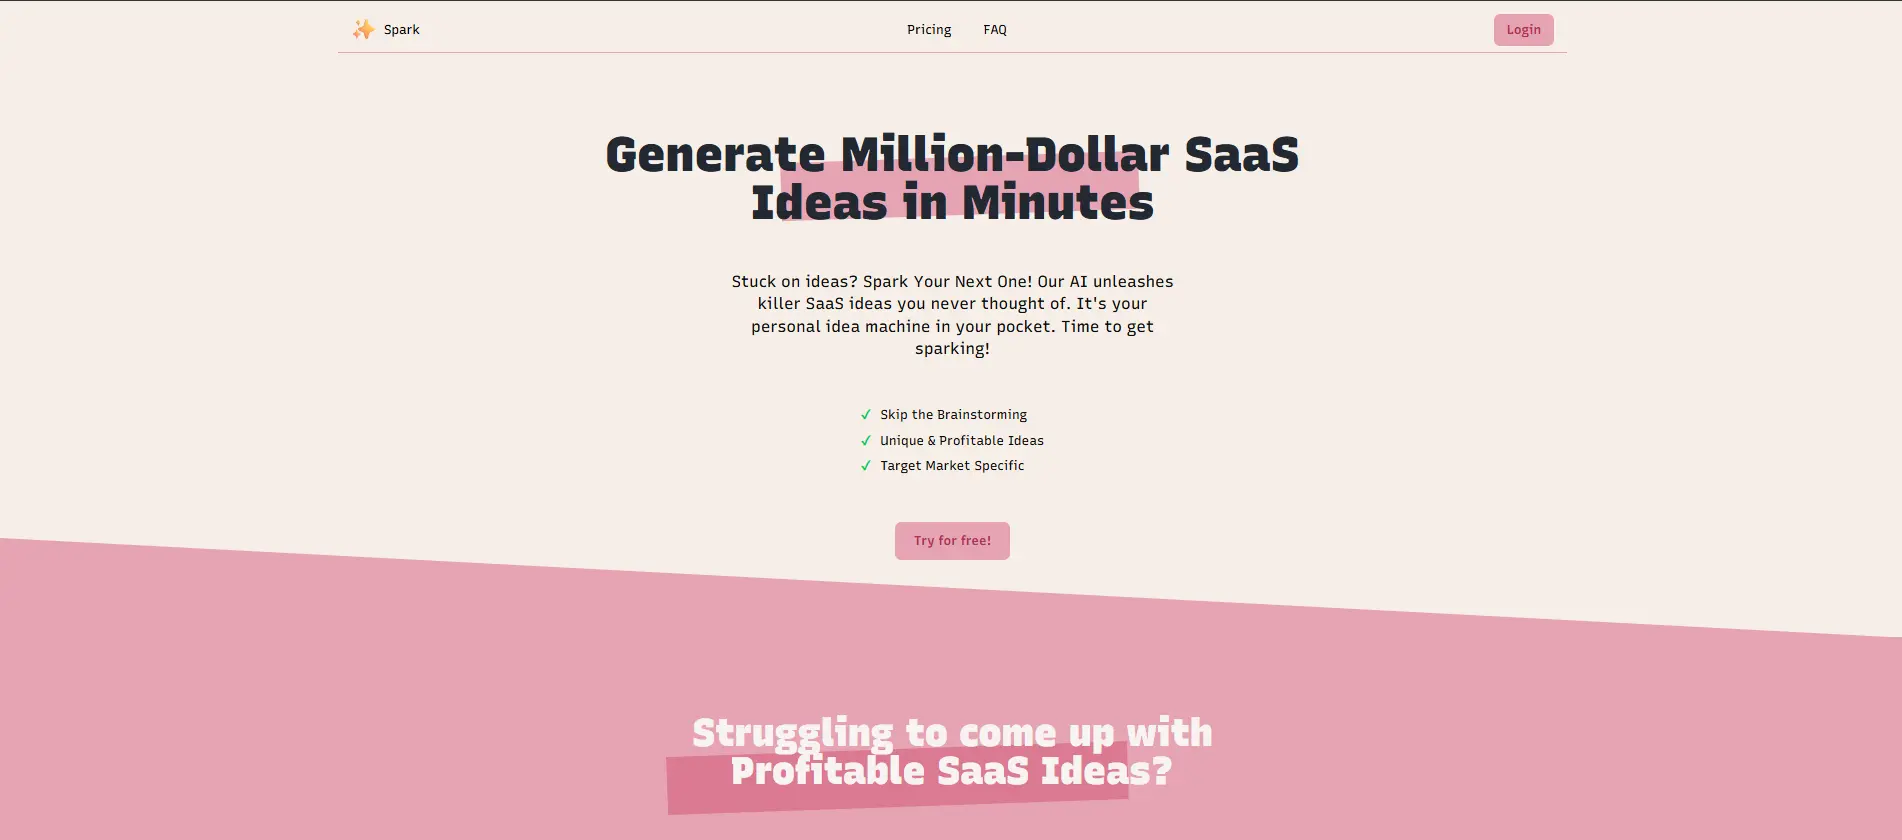 Spark
Pricing
FAQ
Login
Generate Million-Dollar SaaS
Ideas in Minutes
Stuck on ideas? Spark Your Next One! Our AI unleashes
killer SaaS ideas you never thought of. It's your
personal idea machine in your pocket. Time to get
sparking!
✓ Skip the Brainstorming
✓ Unique & Profitable Ideas
✓ Target Market Specific
Try for free!
Struggling to come up with
Profitable SaaS Ideas?